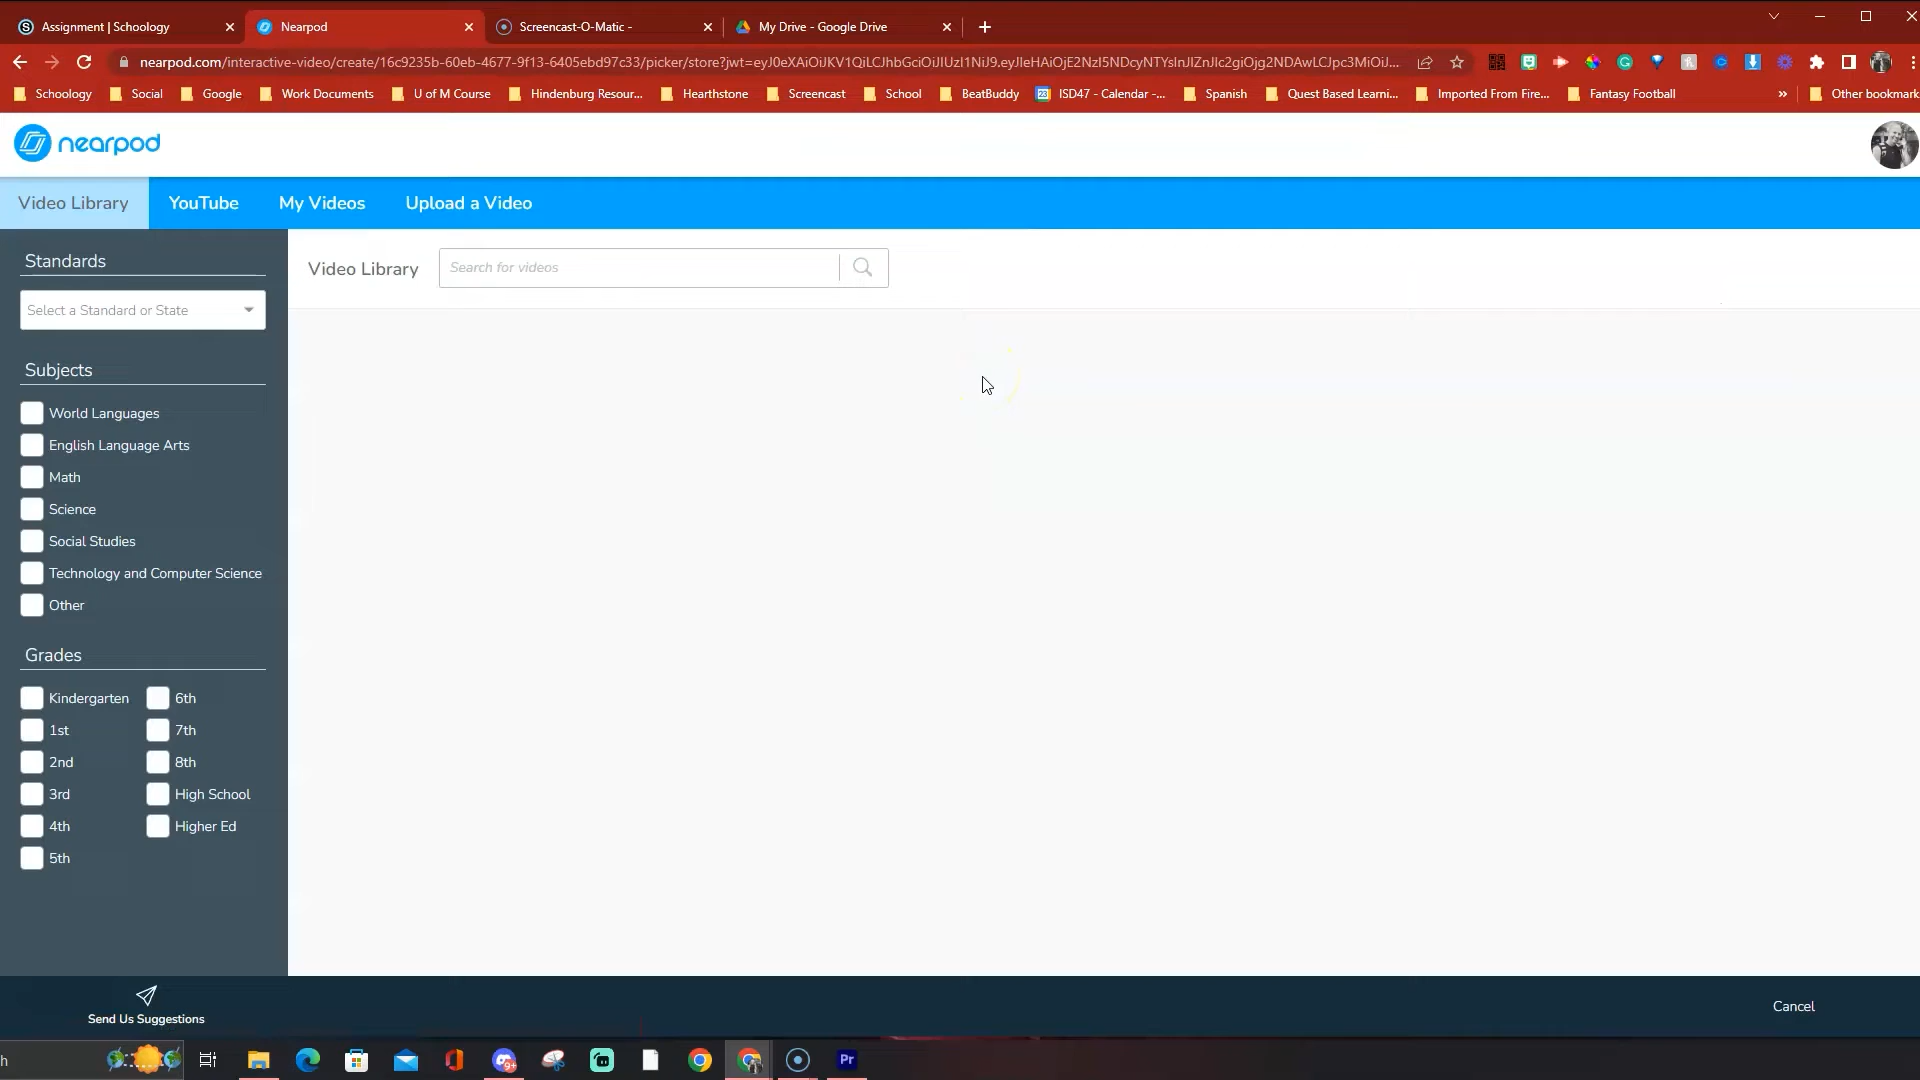 Assignment | Schoology
Nearpod
Screencast-O-Matic -
My Drive - Google Drive
nearpod.com/interactive-video/create/16c9235b-60eb-4677-9f13-6405ebd97c33/picker/store?jwt=
Schoology
Social
Google
Work Documents
U of M Course
Hindenburg Resour...
Hearthstone
Screencast
School
BeatBuddy
23
ISD47 - Calendar -...
Spanish
Quest Based Learni...
Imported From Fire...
Fantasy Football
Other bookmark
nearpod
Video Library
YouTube
My Videos
Upload a Video
Standards
Select a Standard or State
Subjects
World Languages
English Language Arts
Math
Science
Social Studies
Technology and Computer Science
Other
Grades
Kindergarten
6th
1st
7th
2nd
8th
3rd
High School
4th
Higher Ed
5th
Video Library
Search for videos
Send Us Suggestions
Cancel
h
9+
Pr